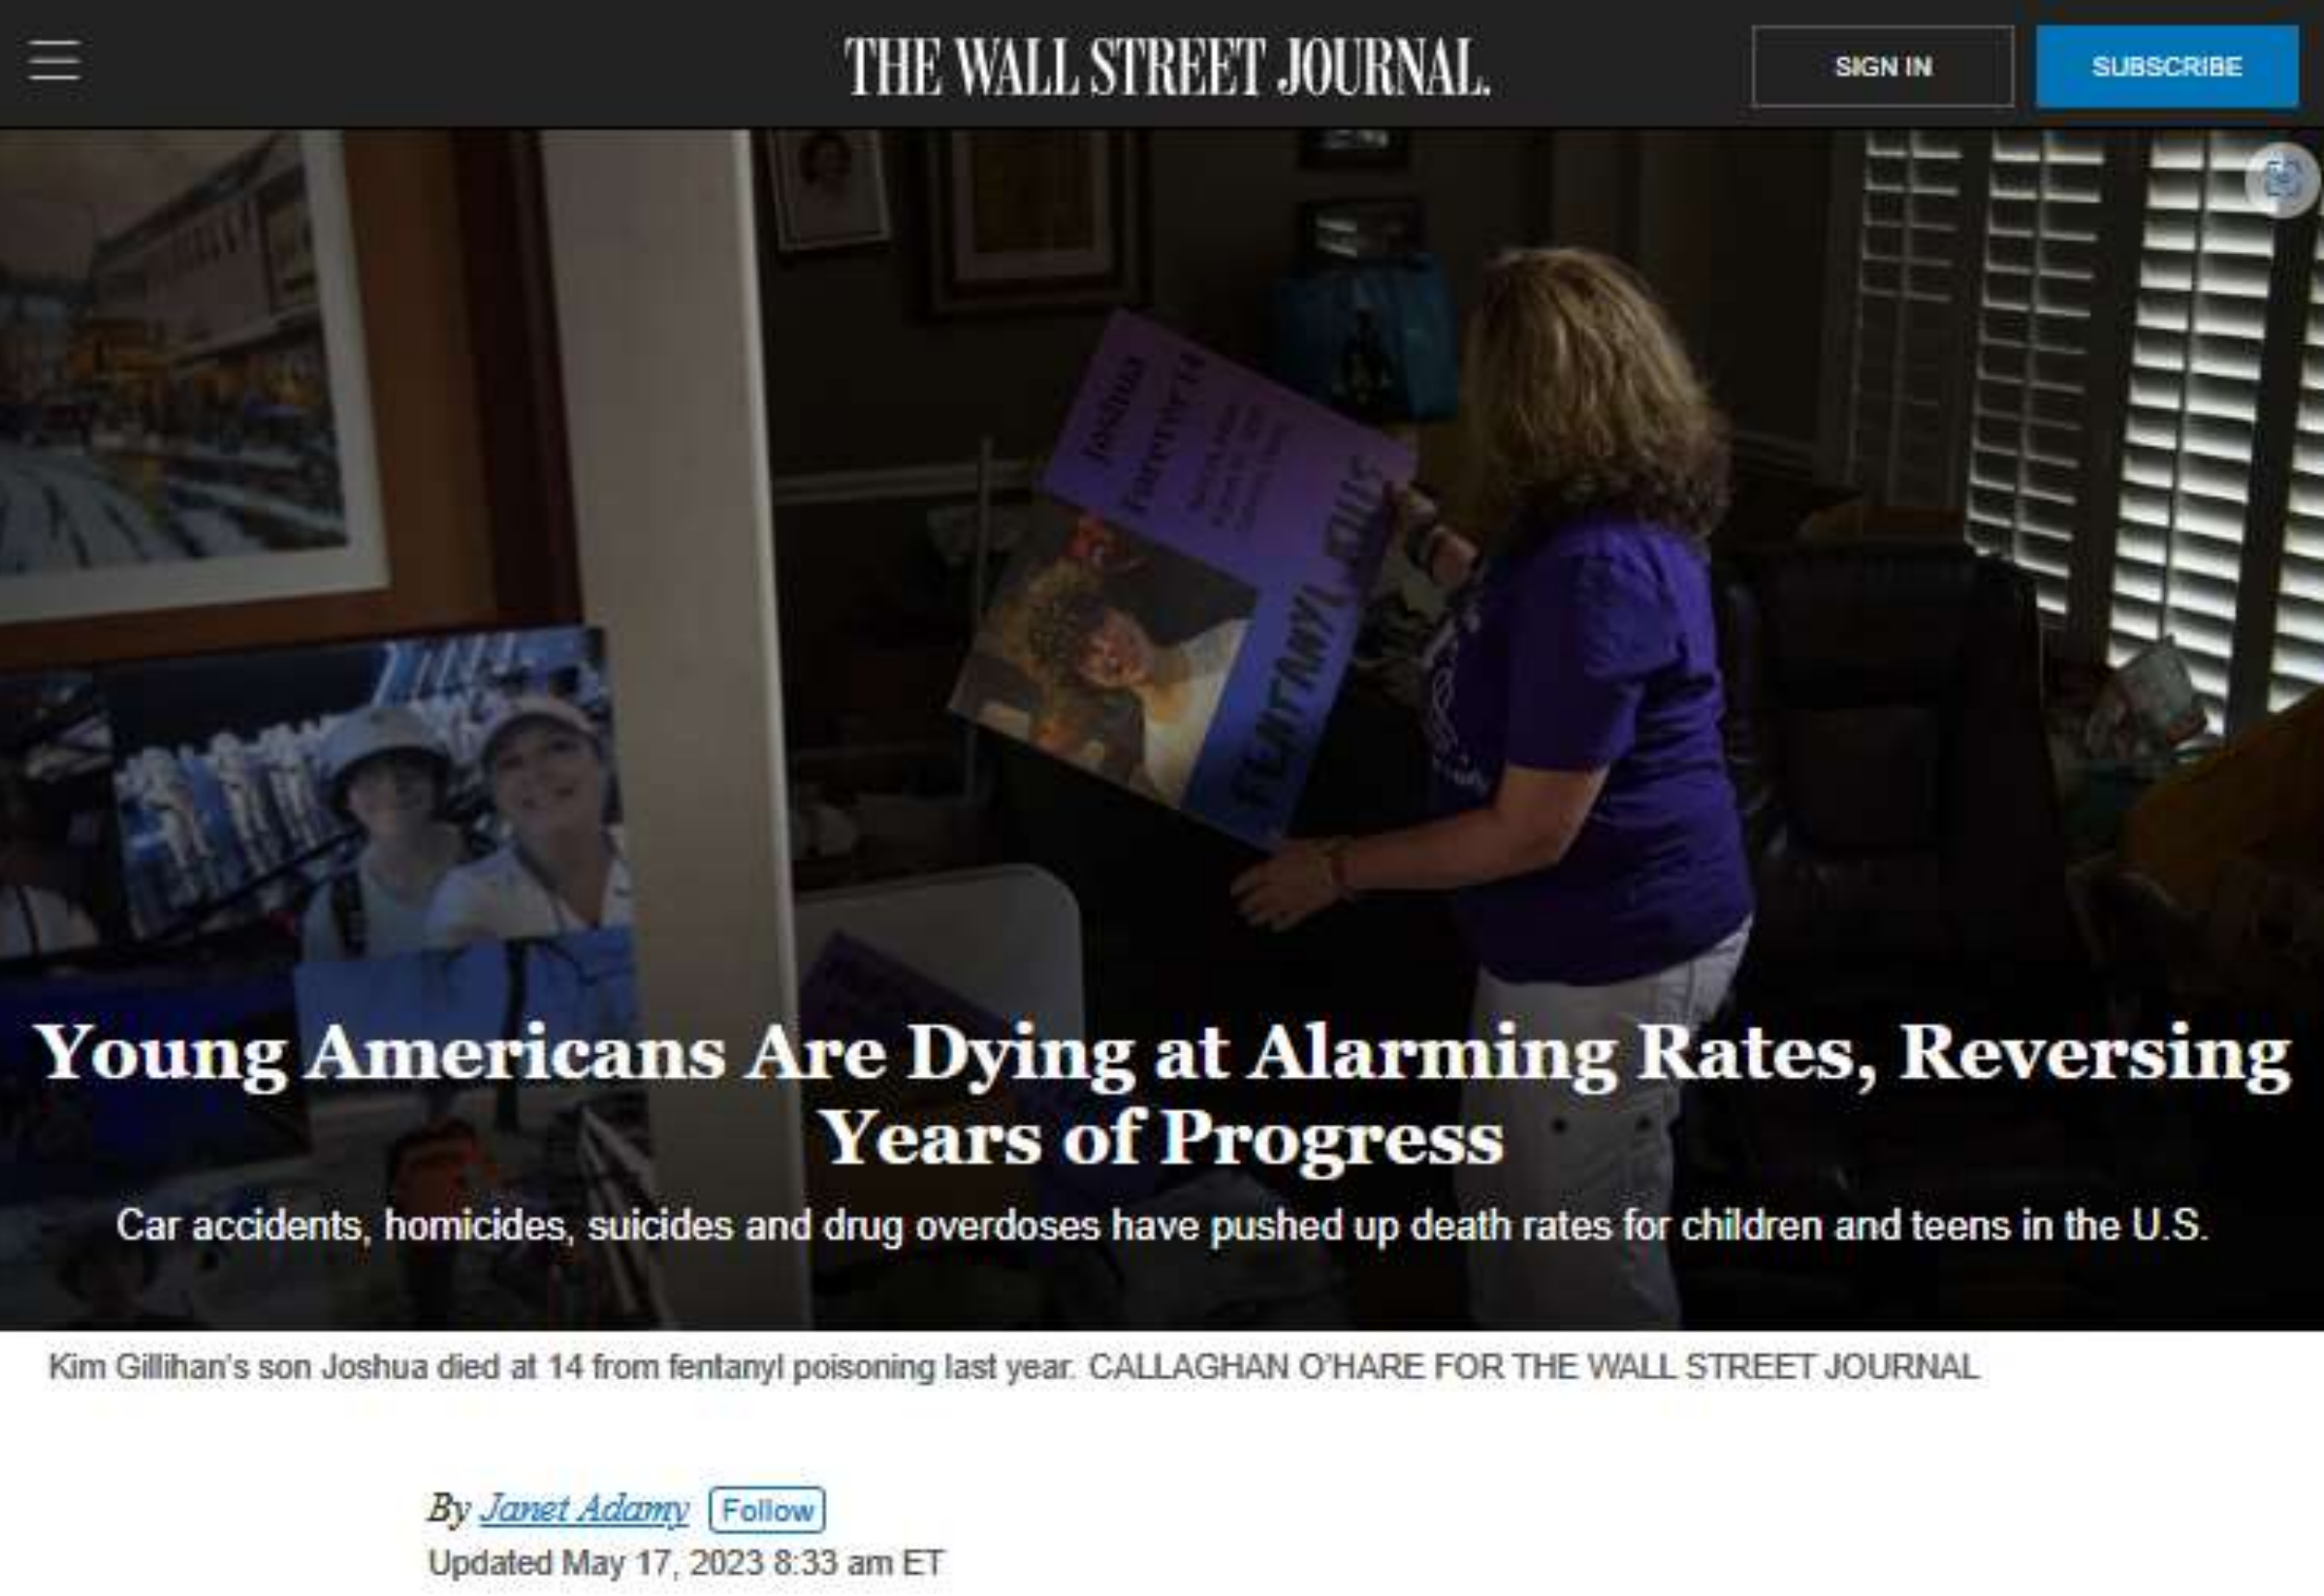 THE WALL STREET JOURNAL.
SIGN IN
SUBSCRIBE
Joshua
Forever 14
FENTANYL KILLS
Young Americans Are Dying at Alarming Rates, Reversing
Years of Progress
Car accidents, homicides, suicides and drug overdoses have pushed up death rates for children and teens in the U.S.
Kim Gillihan's son Joshua died at 14 from fentanyl poisoning last year. CALLAGHAN O'HARE FOR THE WALL STREET JOURNAL
By Janet Adamy Follow
Updated May 17, 2023 8:33 am ET